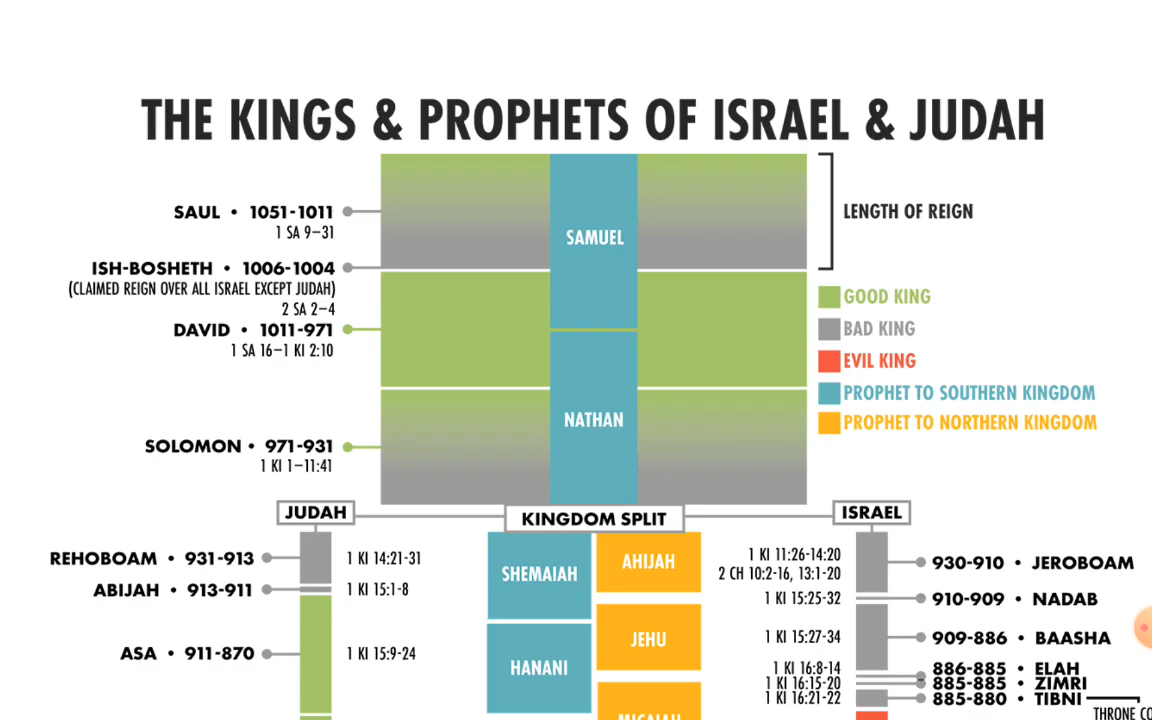 THE KINGS & PROPHETS OF ISRAEL & JUDAH
SAUL • 1051-1011
1 SA 9–31
ISH-BOSHETH • 1006-1004
(CLAIMED REIGN OVER ALL ISRAEL EXCEPT JUDAH)
2 SA 2–4
DAVID • 1011-971
1 SA 16–1 KI 2:10
SOLOMON • 971-931
1 KI 1–11:41
SAMUEL
NATHAN
LENGTH OF REIGN
GOOD KING
BAD KING
EVIL KING
PROPHET TO SOUTHERN KINGDOM
PROPHET TO NORTHERN KINGDOM
JUDAH
KINGDOM SPLIT
ISRAEL
REHOBOAM • 931-913
1 KI 14:21-31
ABIJAH • 913-911
1 KI 15:1-8
ASA • 911-870
1 KI 15:9-24
SHEMAIAH
HANANI
AHIJAH
JEHU
MICAIAH
1 KI 11:26-14:20
2 CH 10:2-16, 13:1-20
930-910 • JEROBOAM
1 KI 15:25-32
910-909 • NADAB
1 KI 15:27-34
909-886 • BAASHA
1 KI 16:8-14
886-885 • ELAH
1 KI 16:15-20
885-885 • ZIMRI
1 KI 16:21-22
885-880 • TIBNI
THRONE CO